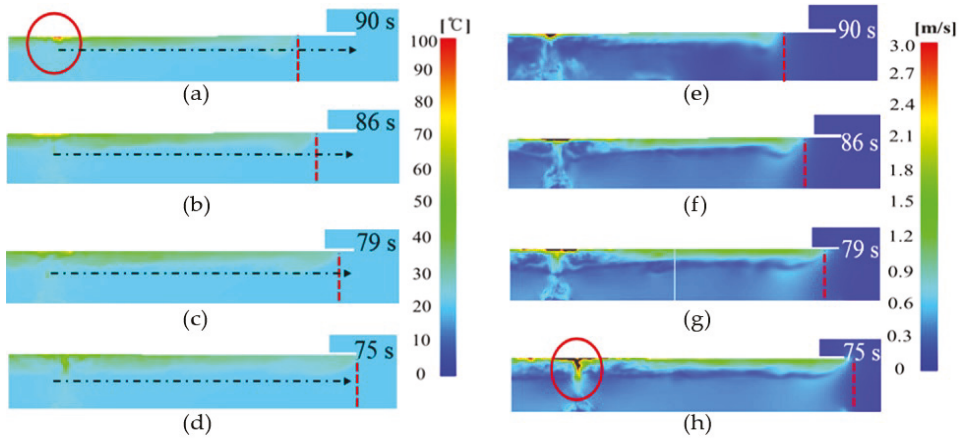 90 s
(a)
86 s
(b)
79 s
(c)
75 s
(d)
[℃]
100
90
80
70
60
50
40
30
20
10
0
90 s
(e)
86 s
(f)
79 s
(g)
75 s
(h)
[m/s]
3.0
2.7
2.4
2.1
1.8
1.5
1.2
0.9
0.6
0.3
0